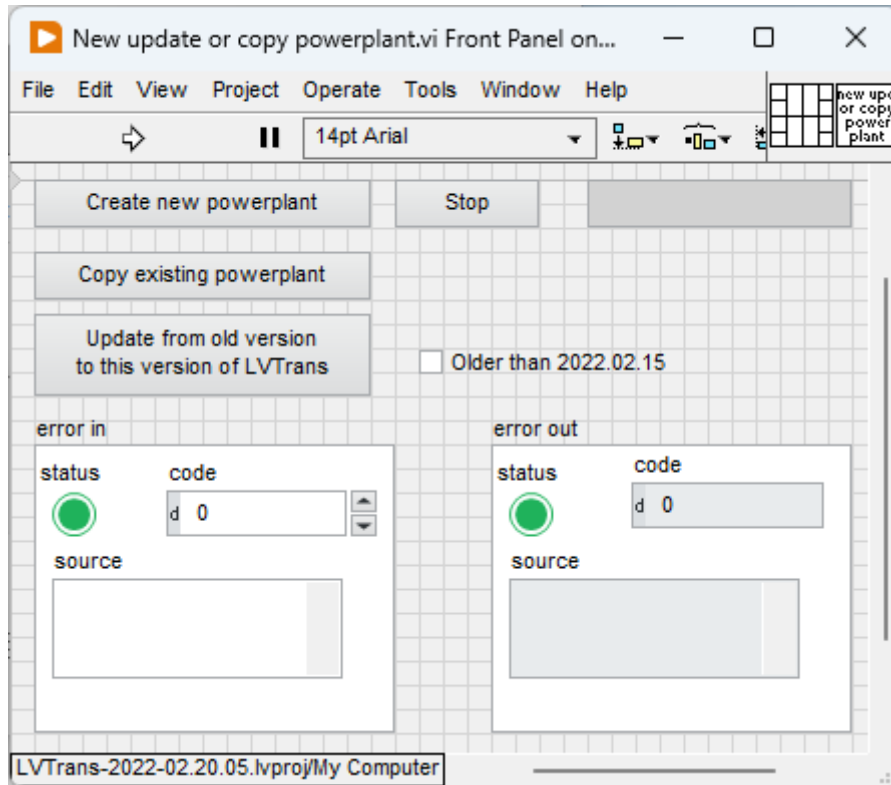 New update or copy powerplant.vi Front Panel on...
File Edit View Project Operate Tools Window Help
new upd
or copy
power
plant
14pt Arial
Create new powerplant
Stop
Copy existing powerplant
Update from old version
to this version of LVTrans
Older than 2022.02.15
error in
status
code
d 0
source
error out
status
code
d 0
source
LVTrans-2022-02.20.05.lvproj/My Computer